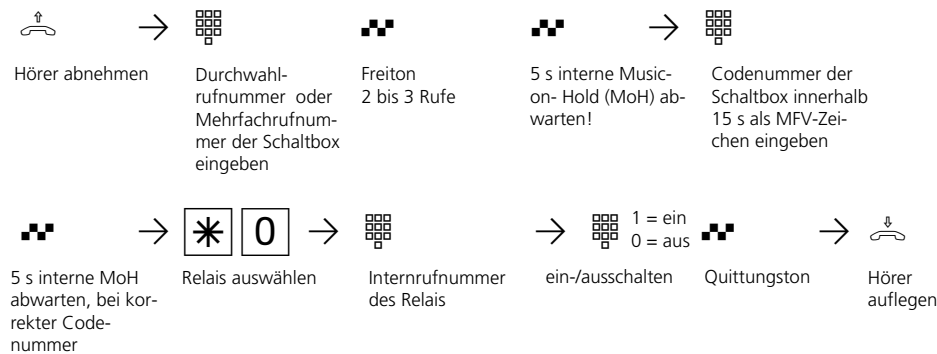 Hörer abnehmen
Durchwahl-
rufnummer oder
Mehrfachrufnum-
mer der Schaltbox
eingeben
Freiton
2 bis 3 Rufe
5 s interne Music-
on- Hold (MoH) ab-
warten!
Codenummer der
Schaltbox innerhalb
15 s als MFV-Zei-
chen eingeben
5 s interne MoH
abwarten, bei kor-
rekter Code-
nummer
* 0
Relais auswählen
Internrufnummer
des Relais
1 = ein
0 = aus
ein-/ausschalten
Quittungston
Hörer
auflegen